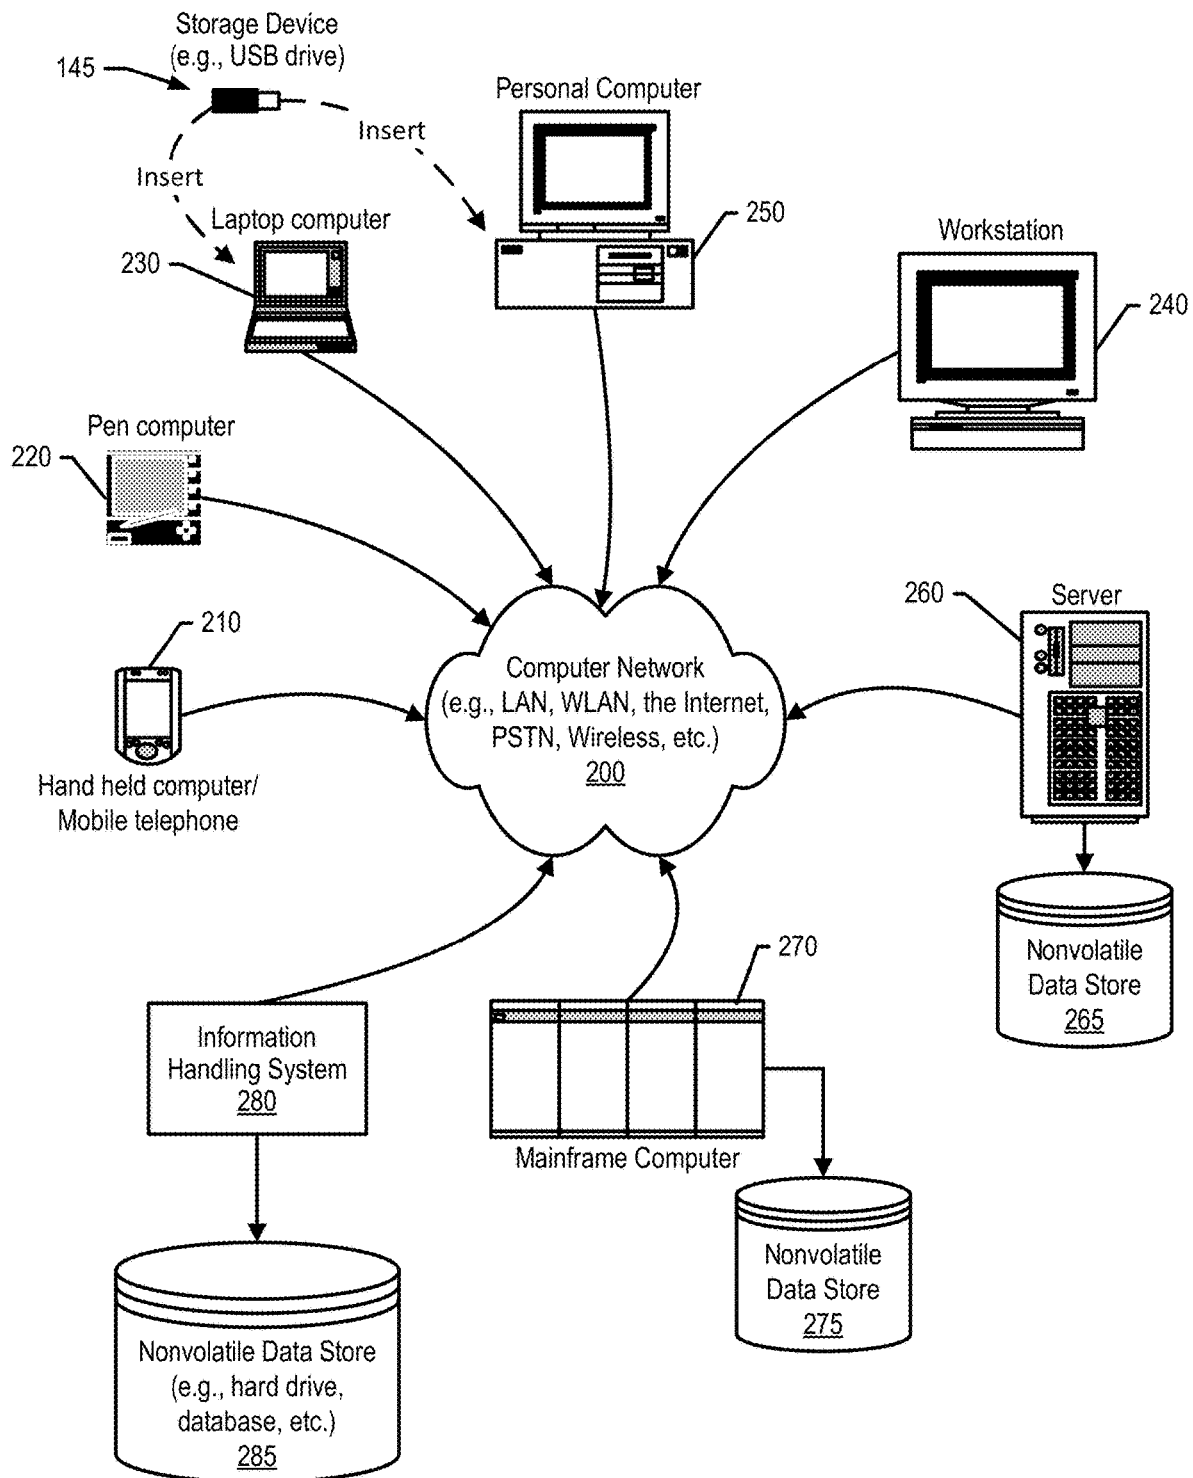 Storage Device
(e.g., USB drive)
145
Personal Computer
Insert
Insert
Laptop computer
250
Workstation
230
240
Pen computer
220
260
Server
210
Computer Network
(e.g., LAN, WLAN, the Internet,
PSTN, Wireless, etc.)
200
Hand held computer/
Mobile telephone
270
Nonvolatile
Data Store
265
Information
Handling System
280
Mainframe Computer
Nonvolatile
Data Store
275
Nonvolatile Data Store
(e.g., hard drive,
database, etc.)
285